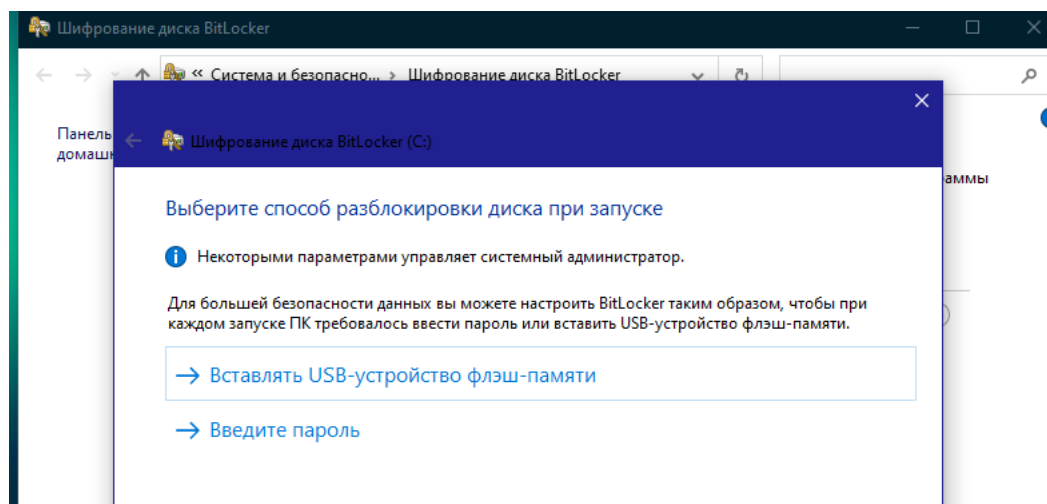 Шифрование диска BitLocker
« Система и безопасно... › Шифрование диска BitLocker
Панель
домашн
Шифрование диска BitLocker (C:)
аммы
Выберите способ разблокировки диска при запуске
Некоторыми параметрами управляет системный администратор.
Для большей безопасности данных вы можете настроить BitLocker таким образом, чтобы при
каждом запуске ПК требовалось ввести пароль или вставить USB-устройство флэш-памяти.
Вставлять USB-устройство флэш-памяти
Введите пароль